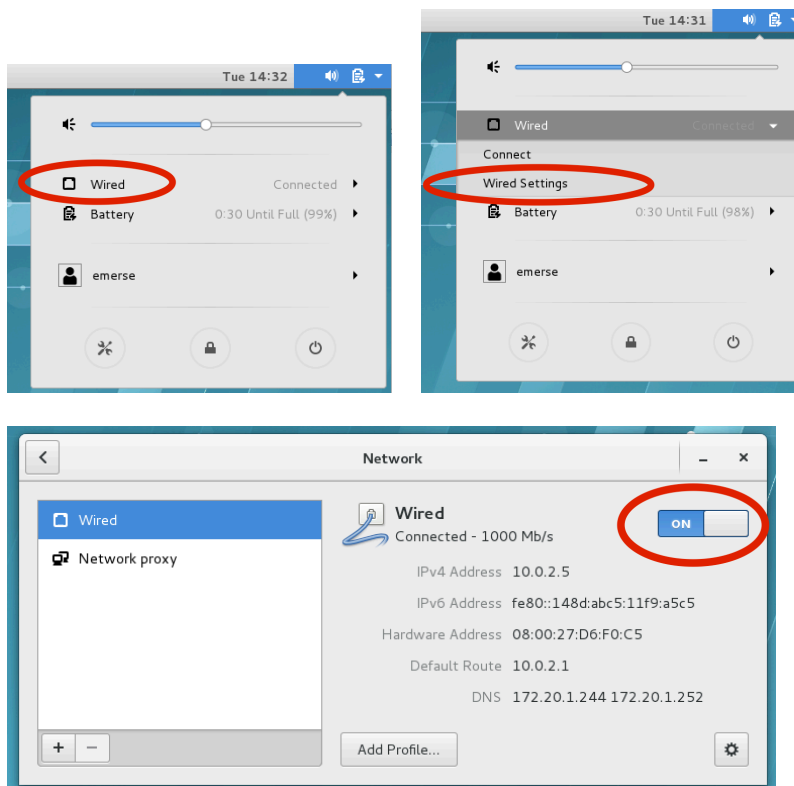 Tue 14:32
Wired Connected
Battery 0:30 Until Full (99%)
emerse
Tue 14:31
Wired Connected
Connect
Wired Settings
Battery 0:30 Until Full (98%)
emerse
Network
Wired
Network proxy
Wired
Connected - 1000 Mb/s
ON
IPv4 Address 10.0.2.5
IPv6 Address fe80::148d:abc5:11f9:a5c5
Hardware Address 08:00:27:D6:F0:C5
Default Route 10.0.2.1
DNS 172.20.1.244 172.20.1.252
Add Profile...